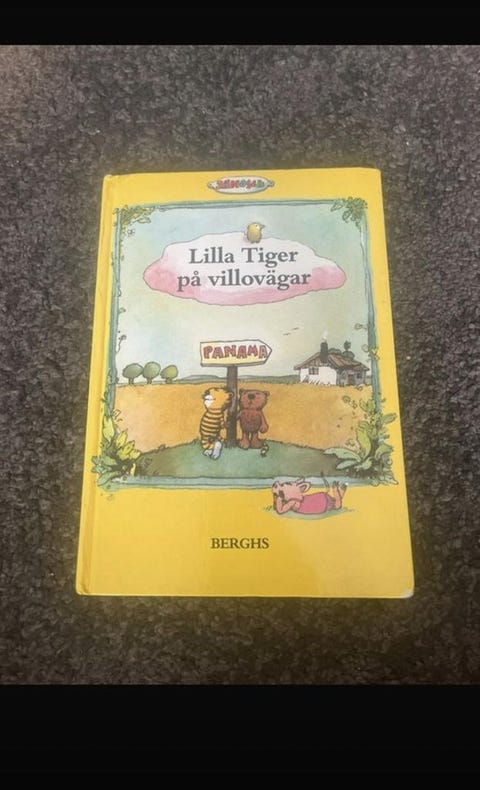 JANOSCH
Lilla Tiger
på villovägar
PANAMA
BERGHS